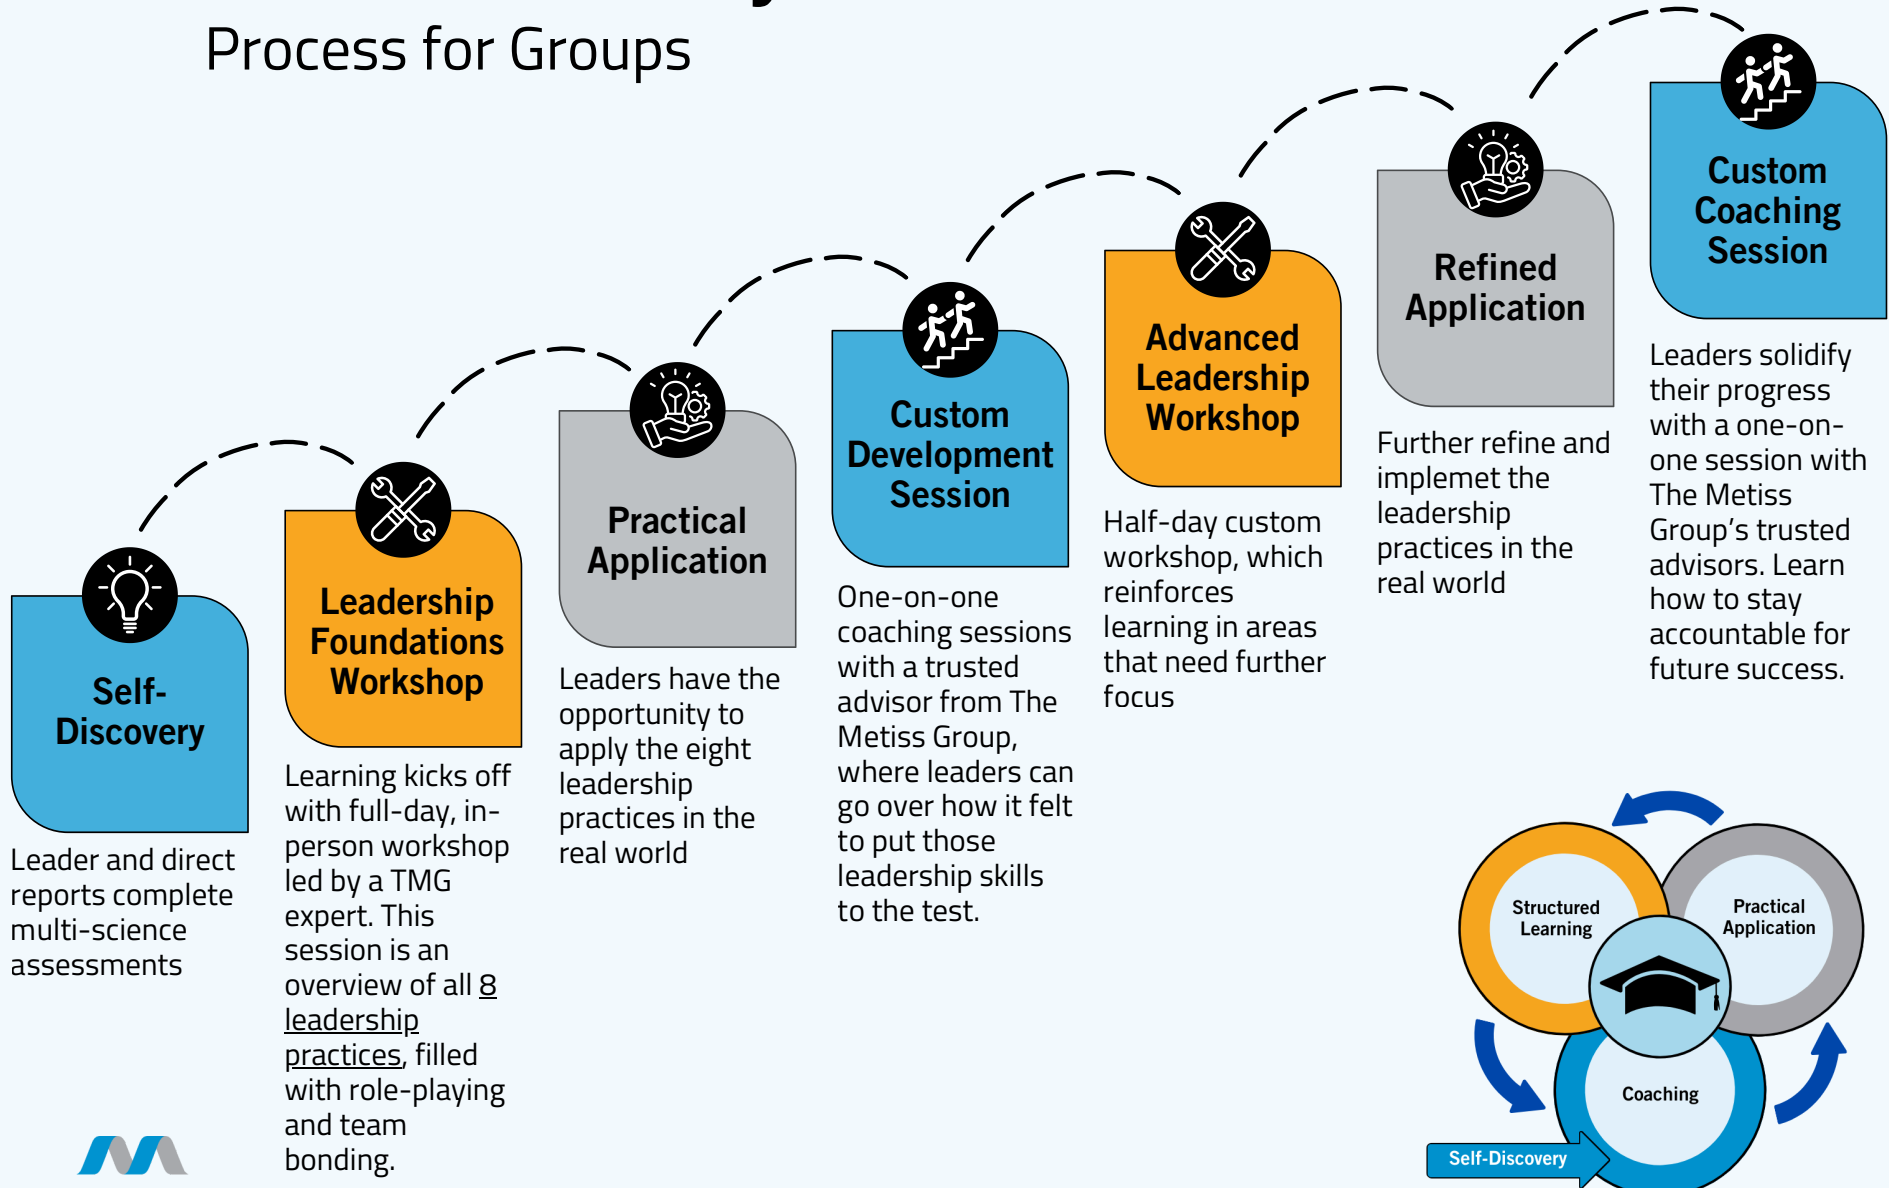 Process for Groups
Self-
Discovery
Leader and direct
reports complete
multi-science
assessments
Leadership
Foundations
Workshop
Learning kicks off
with full-day, in-
person workshop
led by a TMG
expert. This
session is an
overview of all 8
leadership
practices, filled
with role-playing
and team
bonding.
Practical
Application
Leaders have the
opportunity to
apply the eight
leadership
practices in the
real world
Custom
Development
Session
One-on-one
coaching sessions
with a trusted
advisor from The
Metiss Group,
where leaders can
go over how it felt
to put those
leadership skills
to the test.
Advanced
Leadership
Workshop
Half-day custom
workshop, which
reinforces
learning in areas
that need further
focus
Refined
Application
Further refine and
implemet the
leadership
practices in the
real world
Custom
Coaching
Session
Leaders solidify
their progress
with a one-on-
one session with
The Metiss
Group's trusted
advisors. Learn
how to stay
accountable for
future success.
Structured
Learning
Practical
Application
Coaching
Self-Discovery